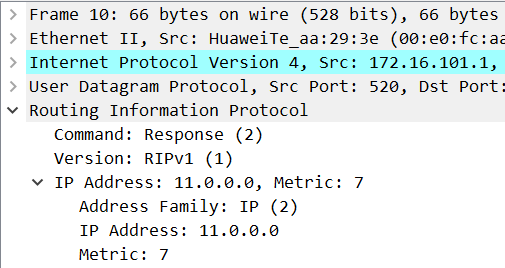 Frame 10: 66 bytes on wire (528 bits), 66 bytes
Ethernet II, Src: HuaweiTe_aa:29:3e (00:e0:fc:aa
Internet Protocol Version 4, Src: 172.16.101.1,
User Datagram Protocol, Src Port: 520, Dst Port:
Routing Information Protocol
Command: Response (2)
Version: RIPv1 (1)
IP Address: 11.0.0.0, Metric: 7
Address Family: IP (2)
IP Address: 11.0.0.0
Metric: 7